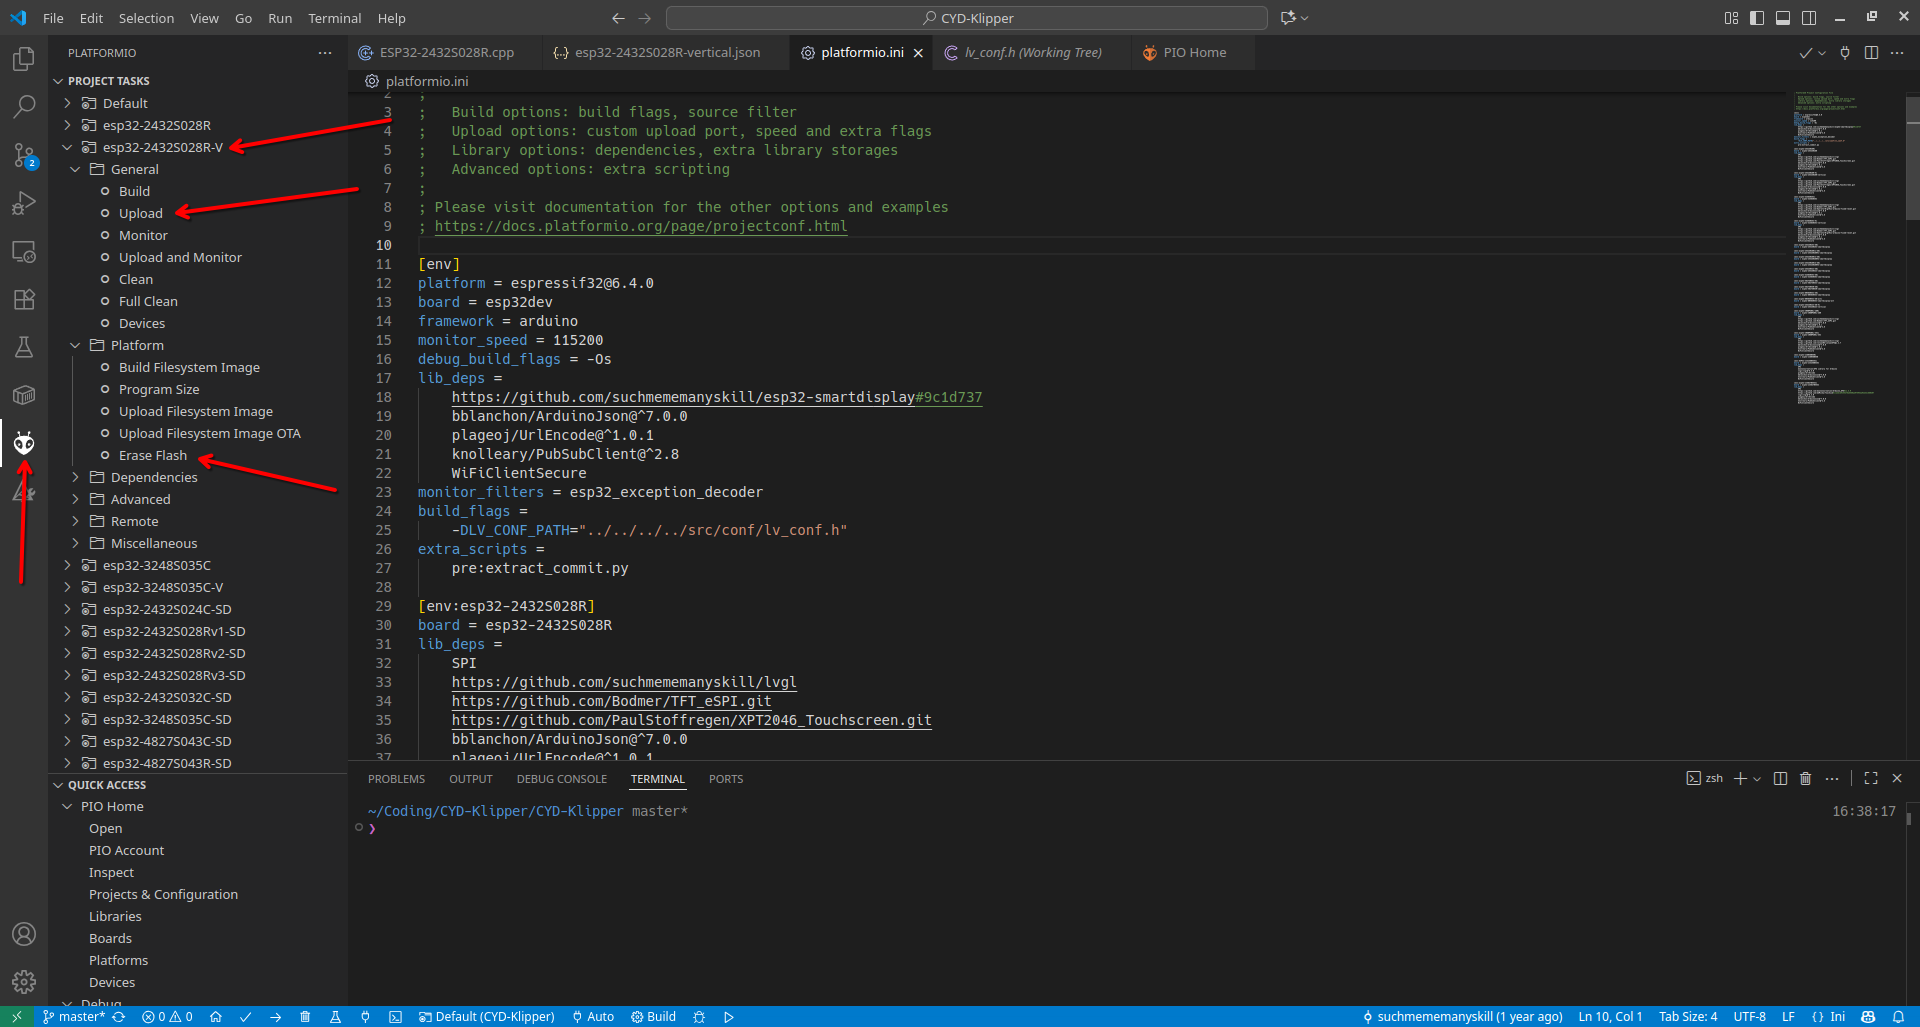 File Edit Selection View Go Run Terminal Help
CYD-Klipper
PLATFORMIO
PROJECT TASKS
Default
esp32-2432S028R
esp32-2432S028R-V
General
Build
Upload
Monitor
Upload and Monitor
Clean
Full Clean
Devices
Platform
Build Filesystem Image
Program Size
Upload Filesystem Image
Upload Filesystem Image OTA
Erase Flash
Dependencies
Advanced
Remote
Miscellaneous
esp32-3248S035C
esp32-3248S035C-V
esp32-2432S024C-SD
esp32-2432S028Rv1-SD
esp32-2432S028Rv2-SD
esp32-2432S028Rv3-SD
esp32-2432S032C-SD
esp32-3248S035C-SD
esp32-4827S043C-SD
esp32-4827S043R-SD
QUICK ACCESS
PIO Home
Open
PIO Account
Inspect
Projects & Configuration
Libraries
Boards
Platforms
Devices
Debug
2
ESP32-2432S028R.cpp esp32-2432S028R-vertical.json platformio.ini lv_conf.h (Working Tree) PIO Home
platformio.ini
2 ;
3 ; Build options: build flags, source filter
4 ; Upload options: custom upload port, speed and extra flags
5 ; Library options: dependencies, extra library storages
6 ; Advanced options: extra scripting
7 ;
8 ; Please visit documentation for the other options and examples
9 ; https://docs.platformio.org/page/projectconf.html
10
11 [env]
12 platform = espressif32@6.4.0
13 board = esp32dev
14 framework = arduino
15 monitor_speed = 115200
16 debug_build_flags = -Os
17 lib_deps =
18 https://github.com/suchmememanyskill/esp32-smartdisplay#9c1d737
19 bblanchon/ArduinoJson@^7.0.0
20 plageoj/UrlEncode@^1.0.1
21 knolleary/PubSubClient@^2.8
22 WiFiClientSecure
23 monitor_filters = esp32_exception_decoder
24 build_flags =
25 -DLV_CONF_PATH="../../../../src/conf/lv_conf.h"
26 extra_scripts =
27 pre:extract_commit.py
28
29 [env:esp32-2432S028R]
30 board = esp32-2432S028R
31 lib_deps =
32 SPI
33 https://github.com/suchmememanyskill/lvgl
34 https://github.com/Bodmer/TFT_eSPI.git
35 https://github.com/PaulStoffregen/XPT2046_Touchscreen.git
36 bblanchon/ArduinoJson@^7.0.0
37 plageoj/UrlEncode@^1.0.1
PROBLEMS OUTPUT DEBUG CONSOLE TERMINAL PORTS
zsh
~/Coding/CYD-Klipper/CYD-Klipper master*
16:38:17
❯
master* 0 0 Default (CYD-Klipper) Auto Build suchmememanyskill (1 year ago) Ln 10, Col 1 Tab Size: 4 UTF-8 LF {} Ini